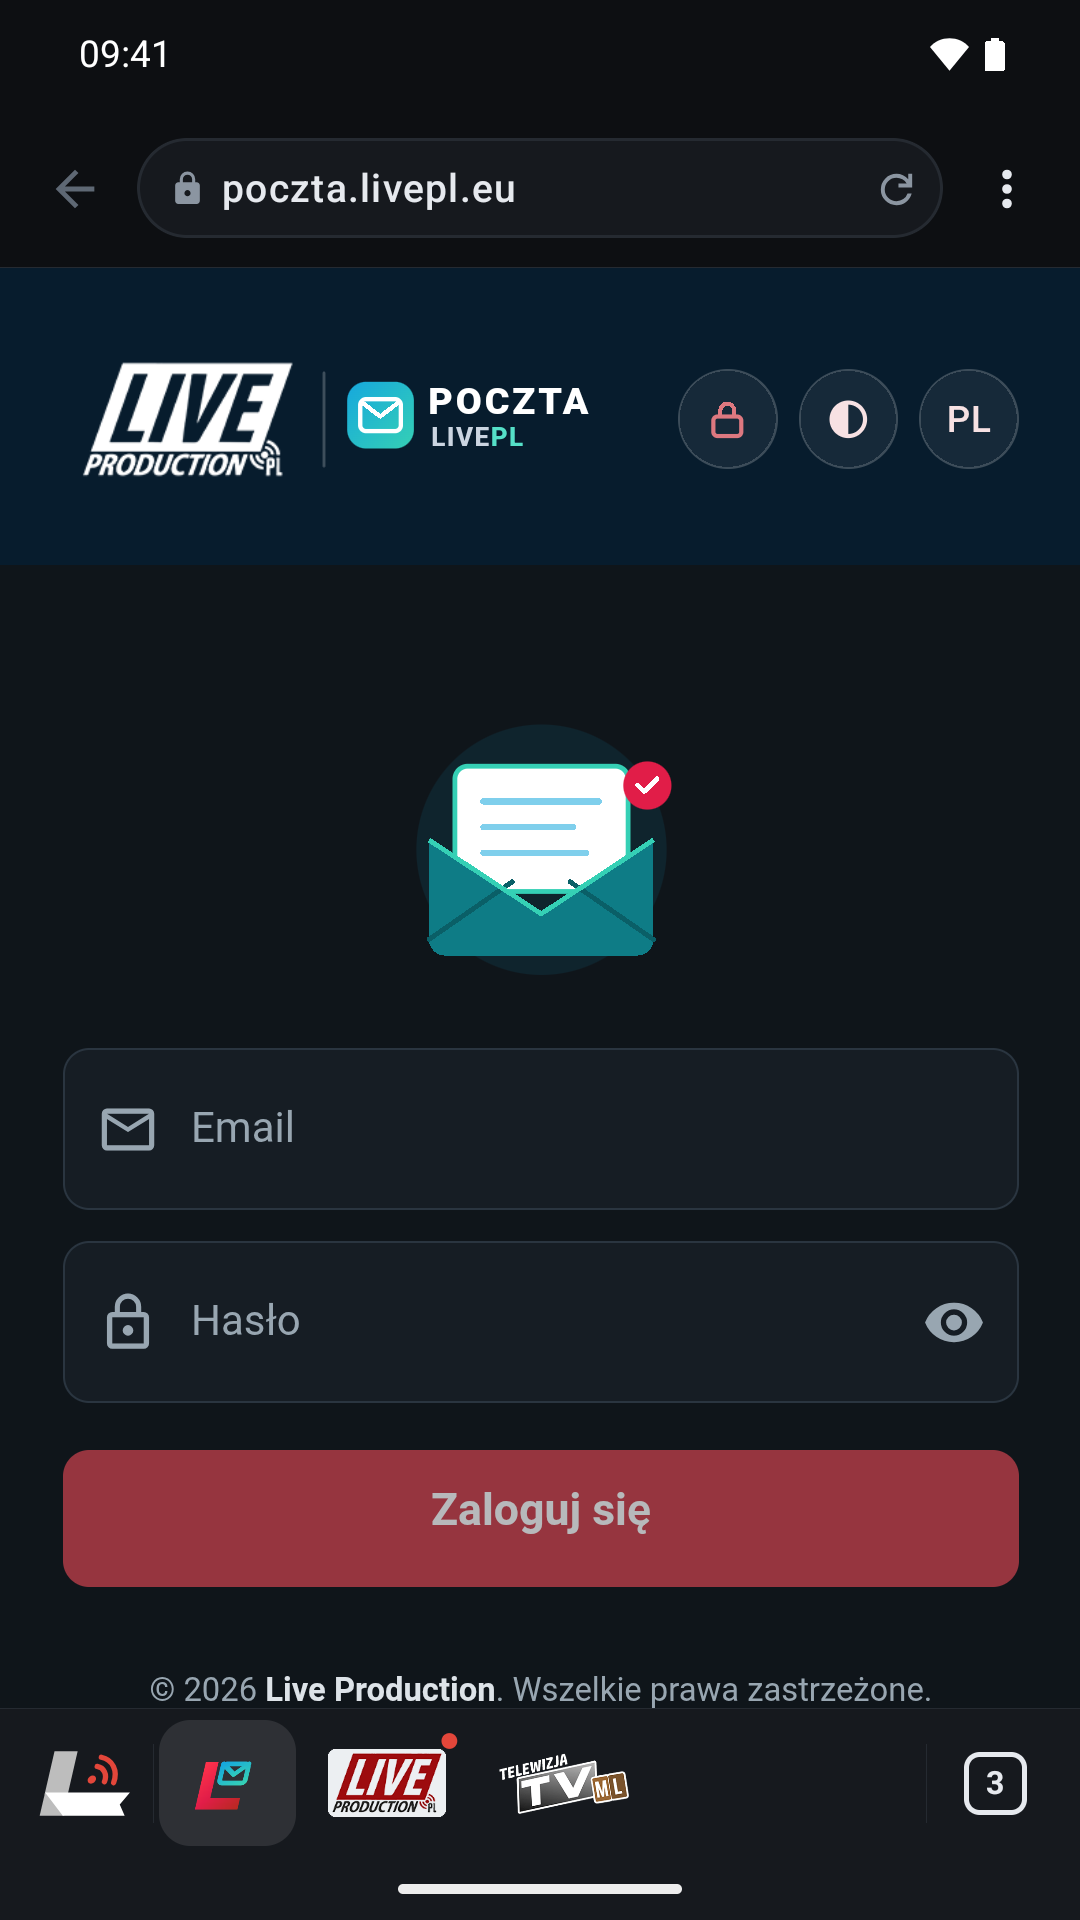 09:41
poczta.livepl.eu
LIVE
PRODUCTION PL
POCZTA
LIVEPL
PL
Email
Hasło
Zaloguj się
© 2026 Live Production. Wszelkie prawa zastrzeżone.
LIVE
PRODUCTION PL
TELEWIZJA
TV ML
3